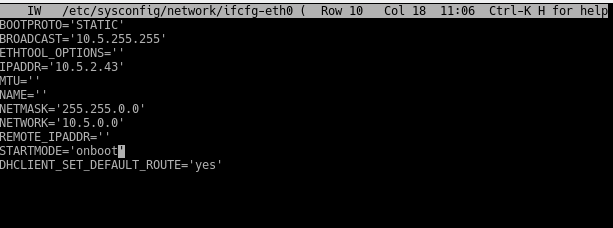 IW /etc/sysconfig/network/ifcfg-eth0 ( Row 10 Col 18 11:06 Ctrl-K H for help
BOOTPROTO='STATIC'
BROADCAST='10.5.255.255'
ETHTOOL_OPTIONS=''
IPADDR='10.5.2.43'
MTU=''
NAME=''
NETMASK='255.255.0.0'
NETWORK='10.5.0.0'
REMOTE_IPADDR=''
STARTMODE='onboot'
DHCLIENT_SET_DEFAULT_ROUTE='yes'